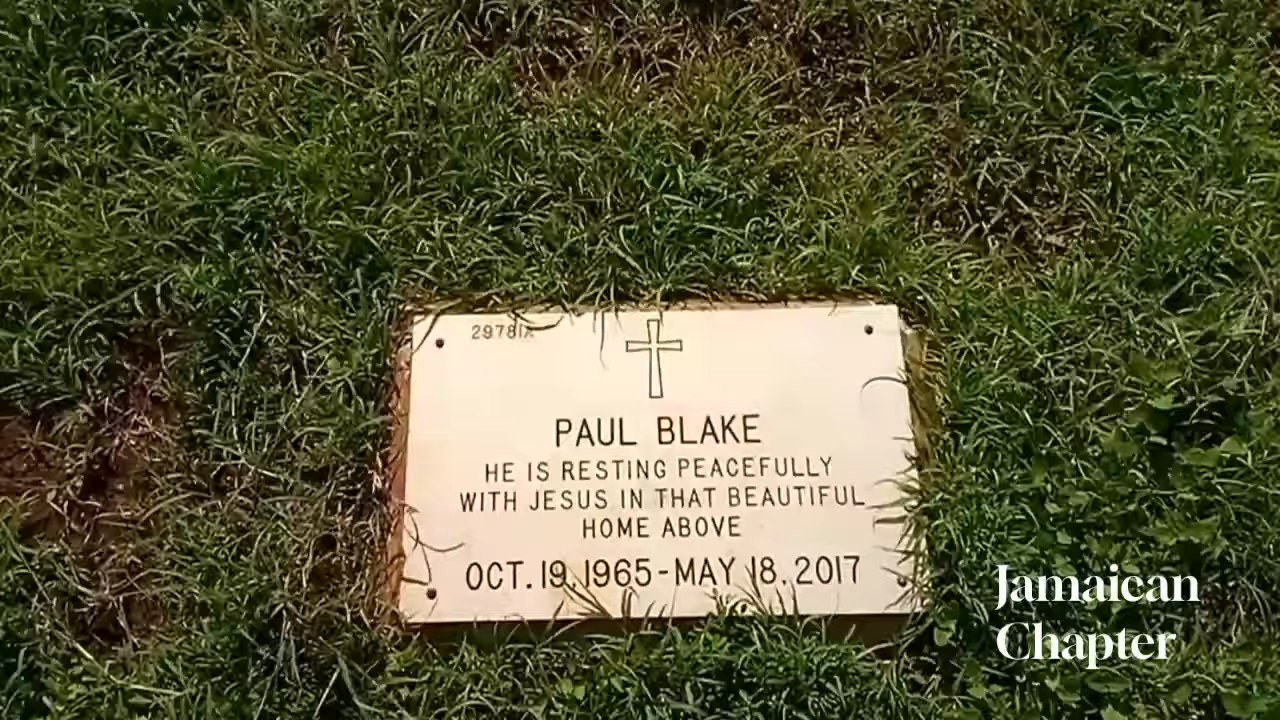 PAUL BLAKE
HE IS RESTING PEACEFULLY
WITH JESUS IN THAT BEAUTIFUL
HOME ABOVE
OCT. 19, 1965-MAY 18, 2017
Jamaican
Chapter